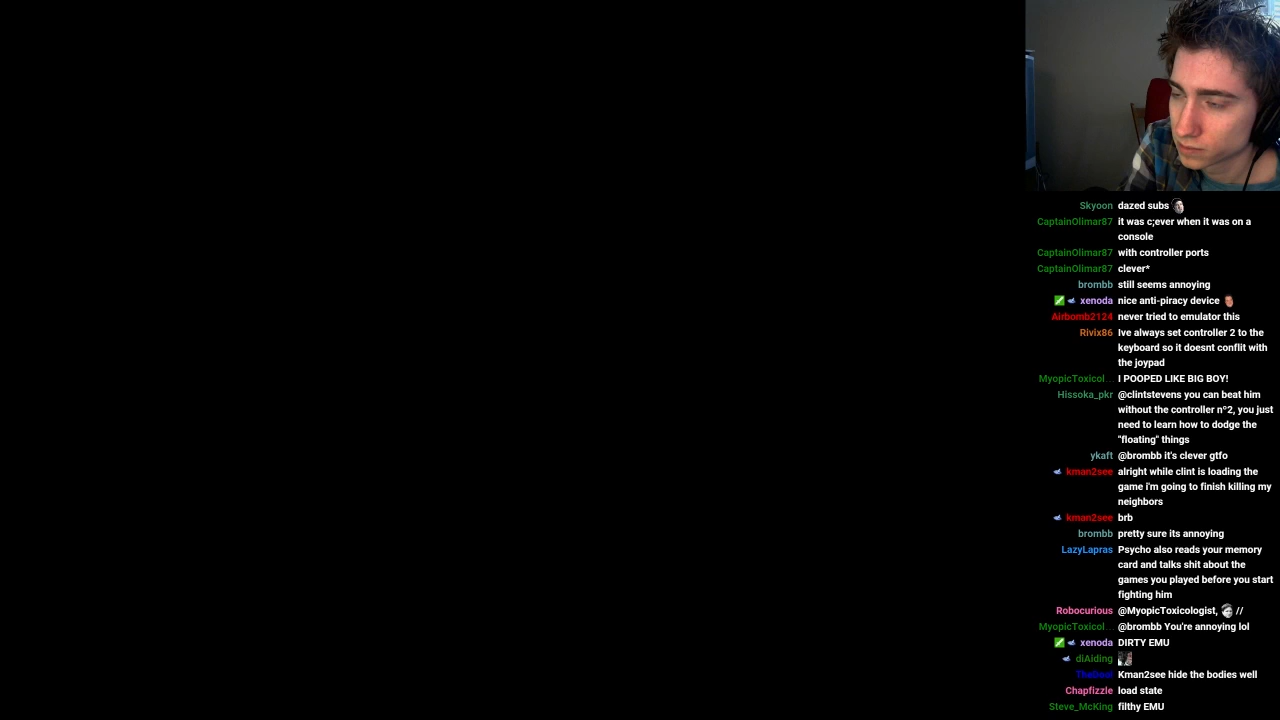 Skyoon dazed subs
CaptainOlimar87 it was c;ever when it was on a
console
CaptainOlimar87 with controller ports
CaptainOlimar87 clever*
brombb still seems annoying
xenoda nice anti-piracy device
Airbomb2124 never tried to emulator this
Rivix86 Ive always set controller 2 to the
keyboard so it doesnt conflit with
the joypad
MyopicToxicol... I POOPED LIKE BIG BOY!
Hissoka_pkr @clintstevens you can beat him
without the controller nº2, you just
need to learn how to dodge the
"floating" things
ykaft @brombb it's clever gtfo
kman2see alright while clint is loading the
game i'm going to finish killing my
neighbors
kman2see brb
brombb pretty sure its annoying
LazyLapras Psycho also reads your memory
card and talks shit about the
games you played before you start
fighting him
Robocurious @MyopicToxicologist, //
MyopicToxicol... @brombb You're annoying lol
xenoda DIRTY EMU
diAiding
Kman2see hide the bodies well
Chapfizzle load state
Steve_McKing filthy EMU